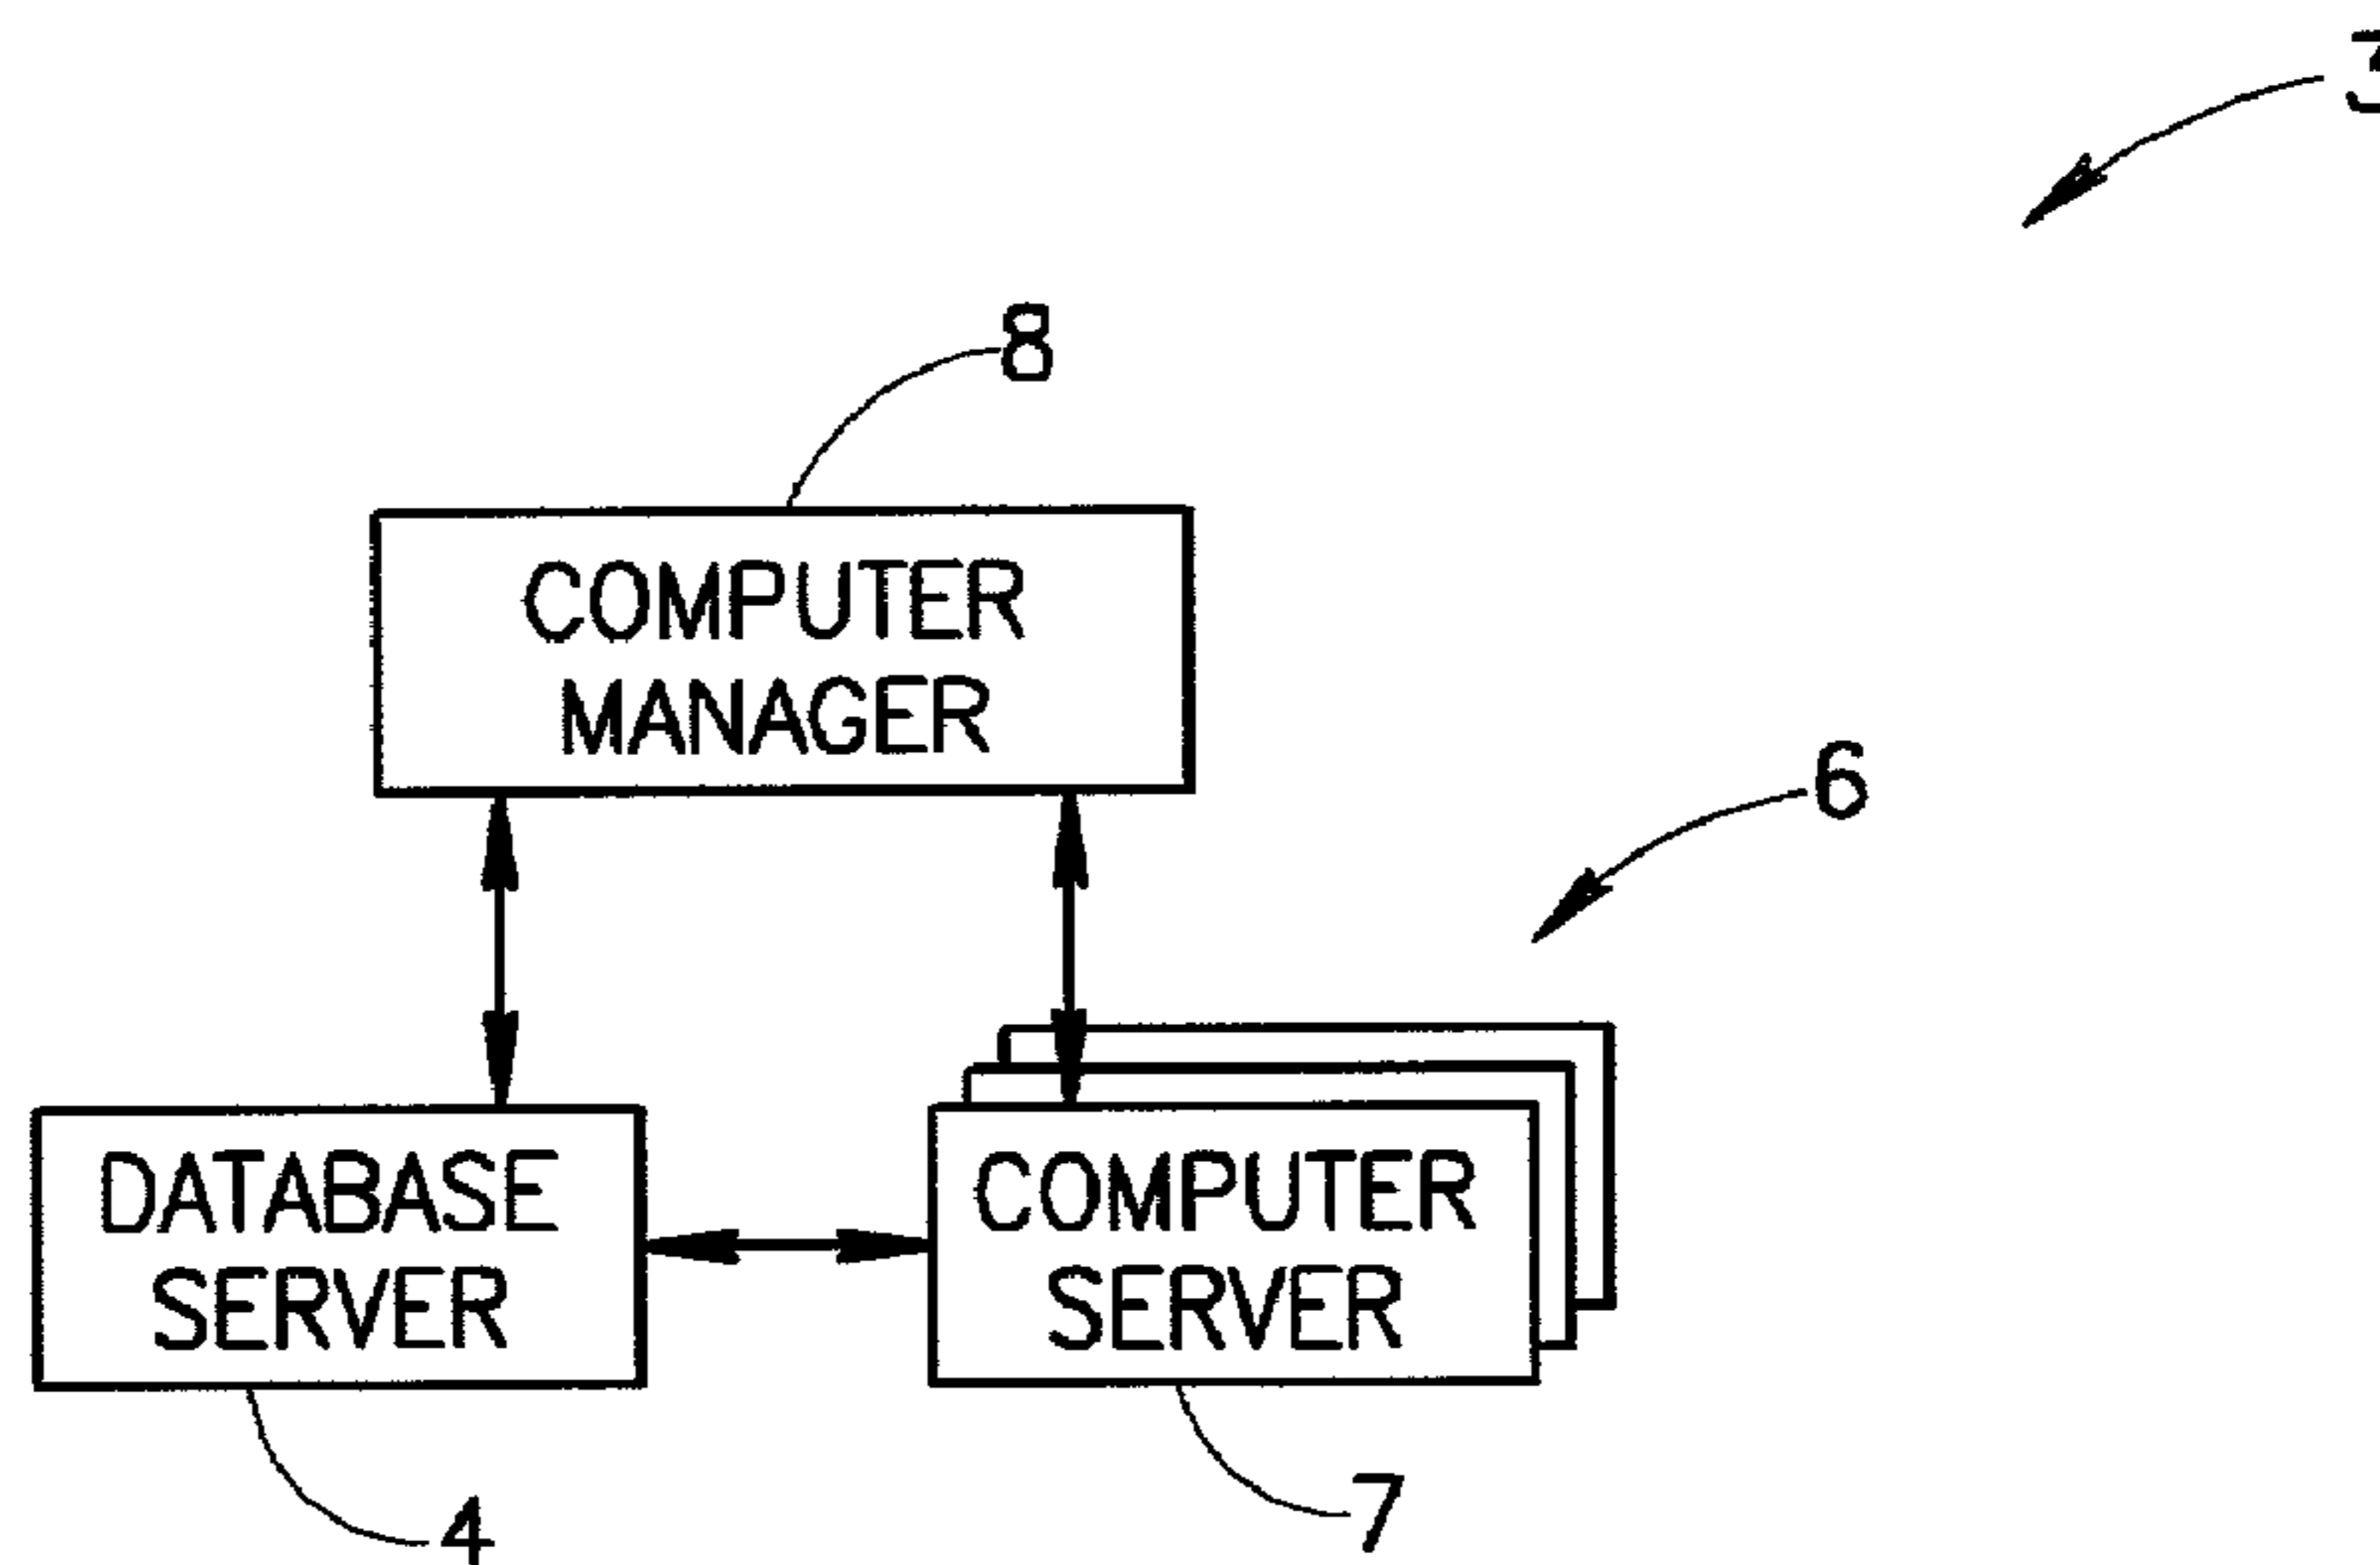 3
8
COMPUTER
MANAGER
6
DATABASE
SERVER
COMPUTER
SERVER
4
7